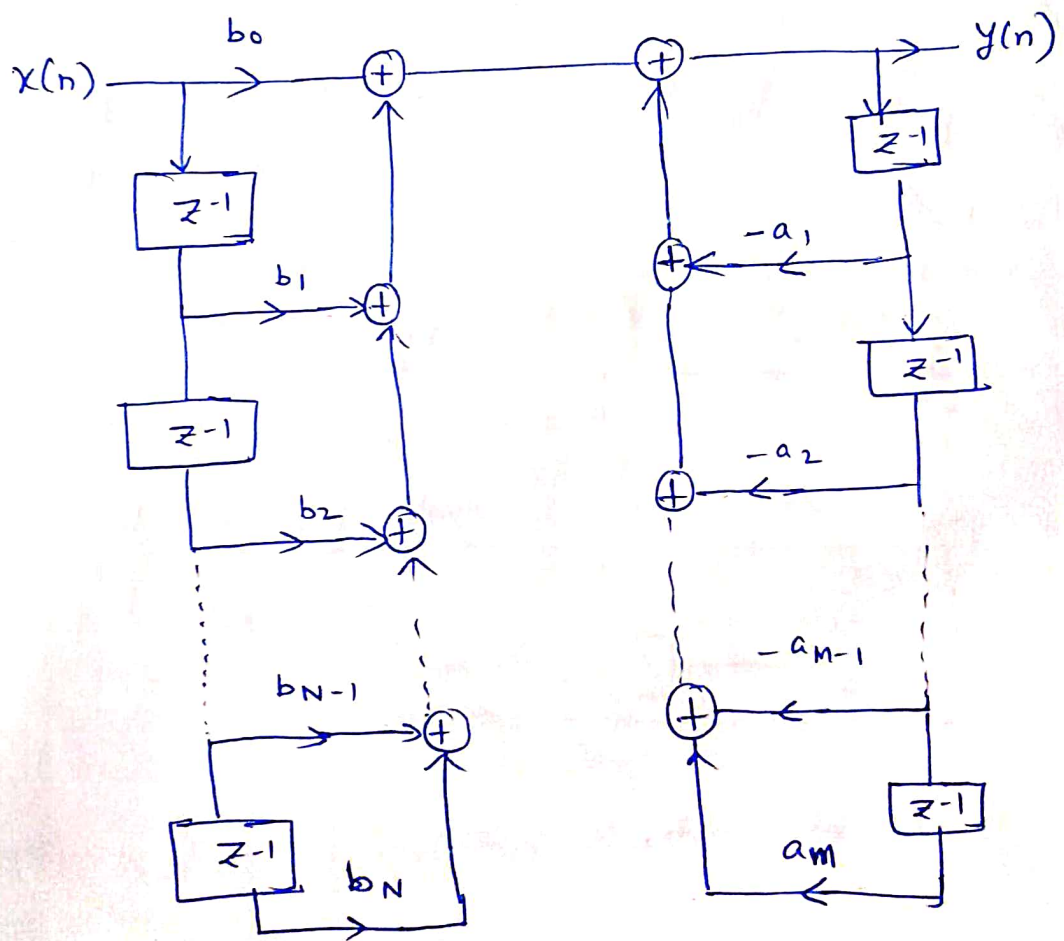 b0
x(n)
+
+
y(n)
z-1
z-1
-a1
+
b1
+
z-1
z-1
-a2
+
b2
+
-aM-1
bN-1
+
+
z-1
z-1
am
bN